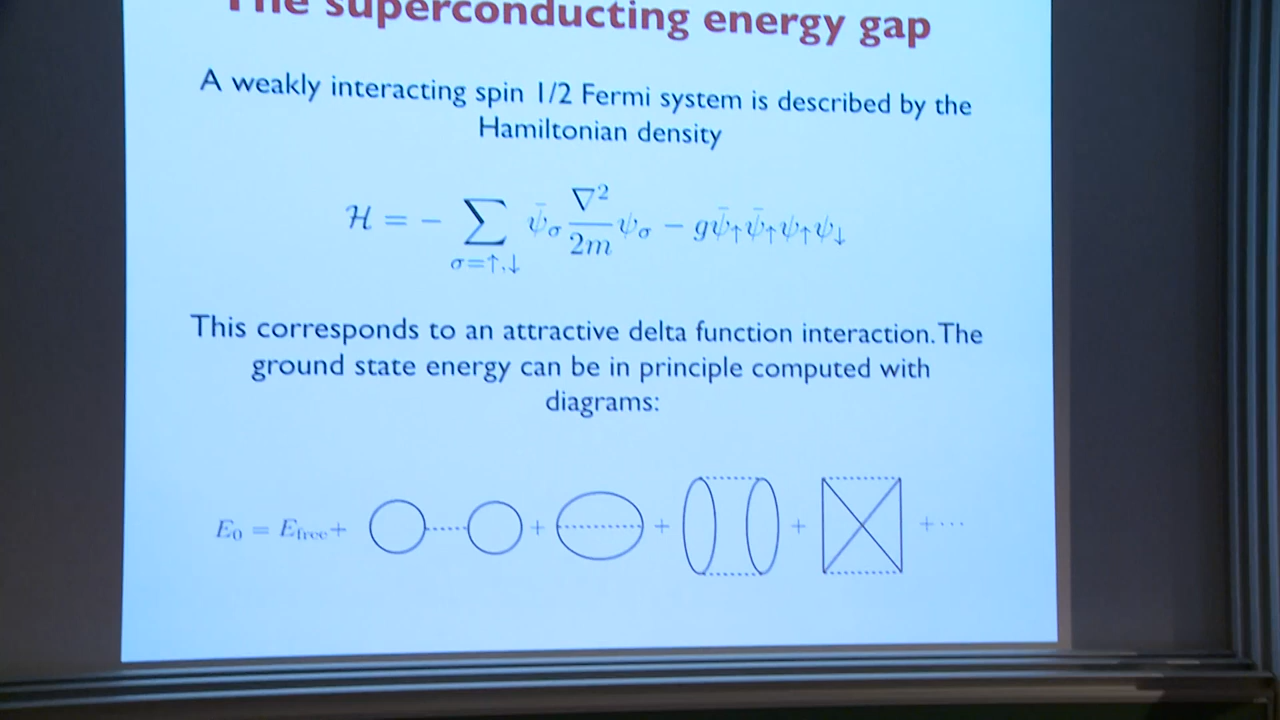 The superconducting energy gap
A weakly interacting spin 1/2 Fermi system is described by the
Hamiltonian density
ℋ = − ∑_{σ=↑,↓} ψ̄_σ ∇²/2m ψ_σ − gψ̄_↑ψ̄_↑ψ_↑ψ_↓
This corresponds to an attractive delta function interaction. The
ground state energy can be in principle computed with
diagrams:
E₀ = E_free + + + + + ···